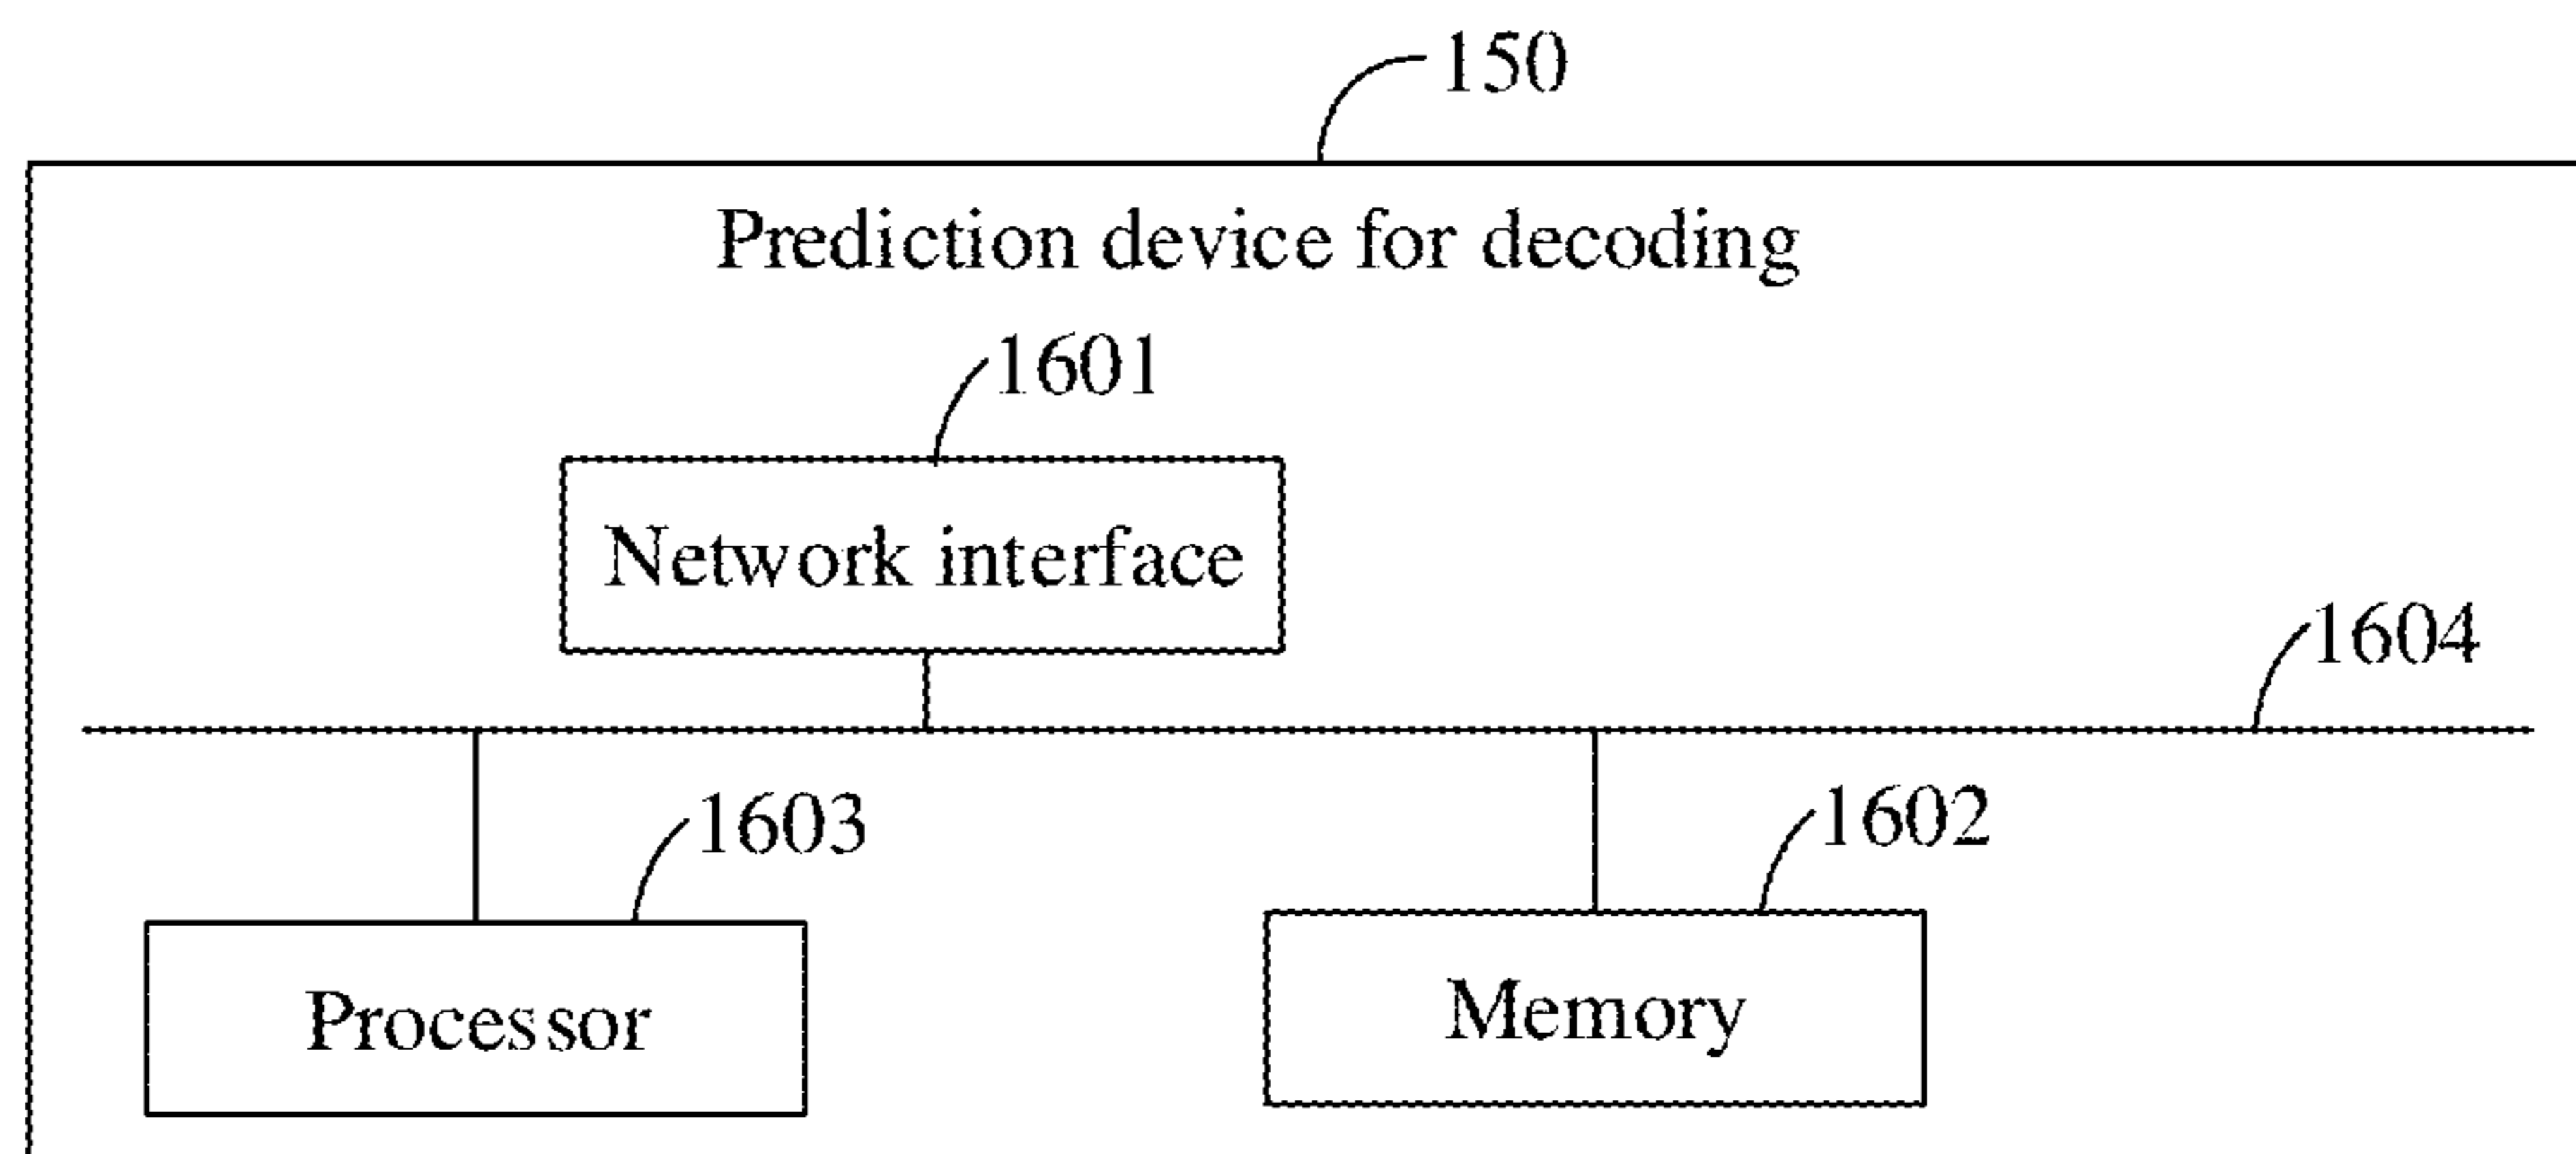 150
Prediction device for decoding
1601
Network interface
1604
1603
1602
Processor
Memory